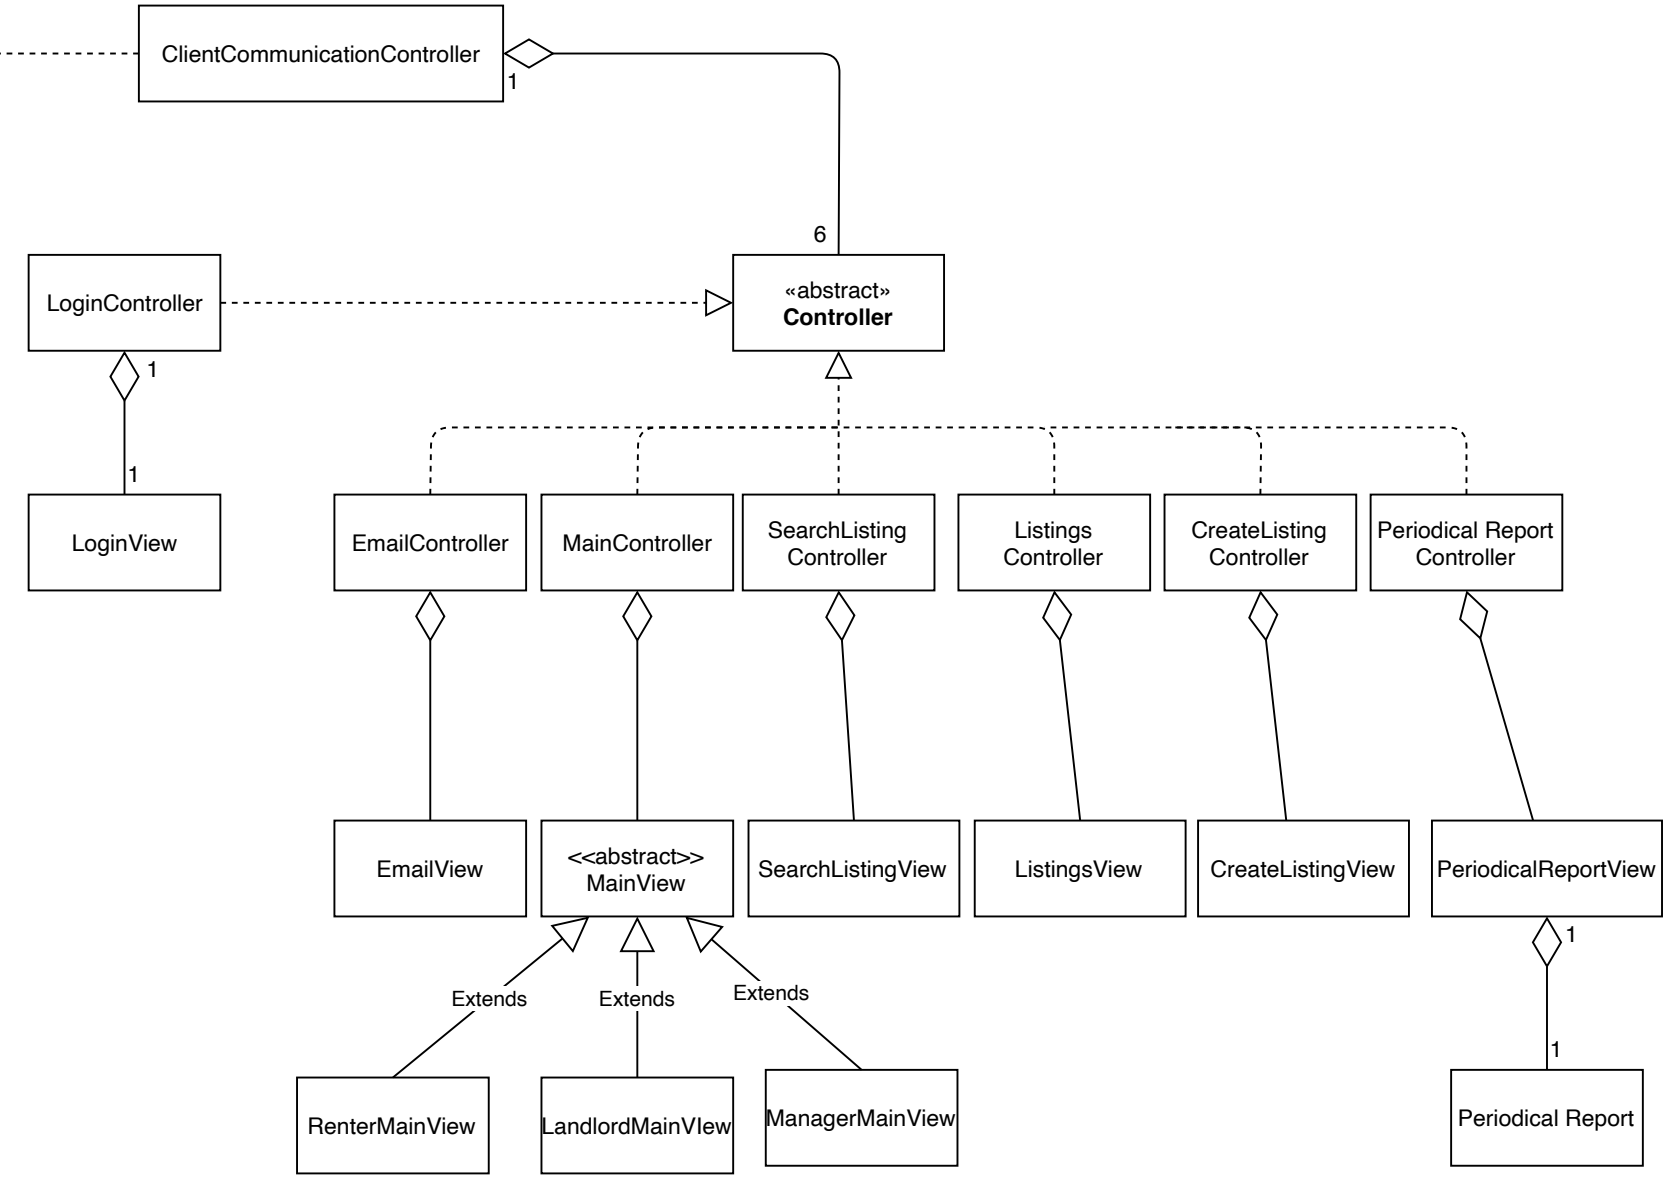 ClientCommunicationController
1
6
LoginController
«abstract»
Controller
1
1
LoginView
EmailController
MainController
SearchListing
Controller
Listings
Controller
CreateListing
Controller
Periodical Report
Controller
EmailView
<<abstract>>
MainView
SearchListingView
ListingsView
CreateListingView
PeriodicalReportView
1
Extends
Extends
Extends
1
RenterMainView
LandlordMainVIew
ManagerMainView
Periodical Report